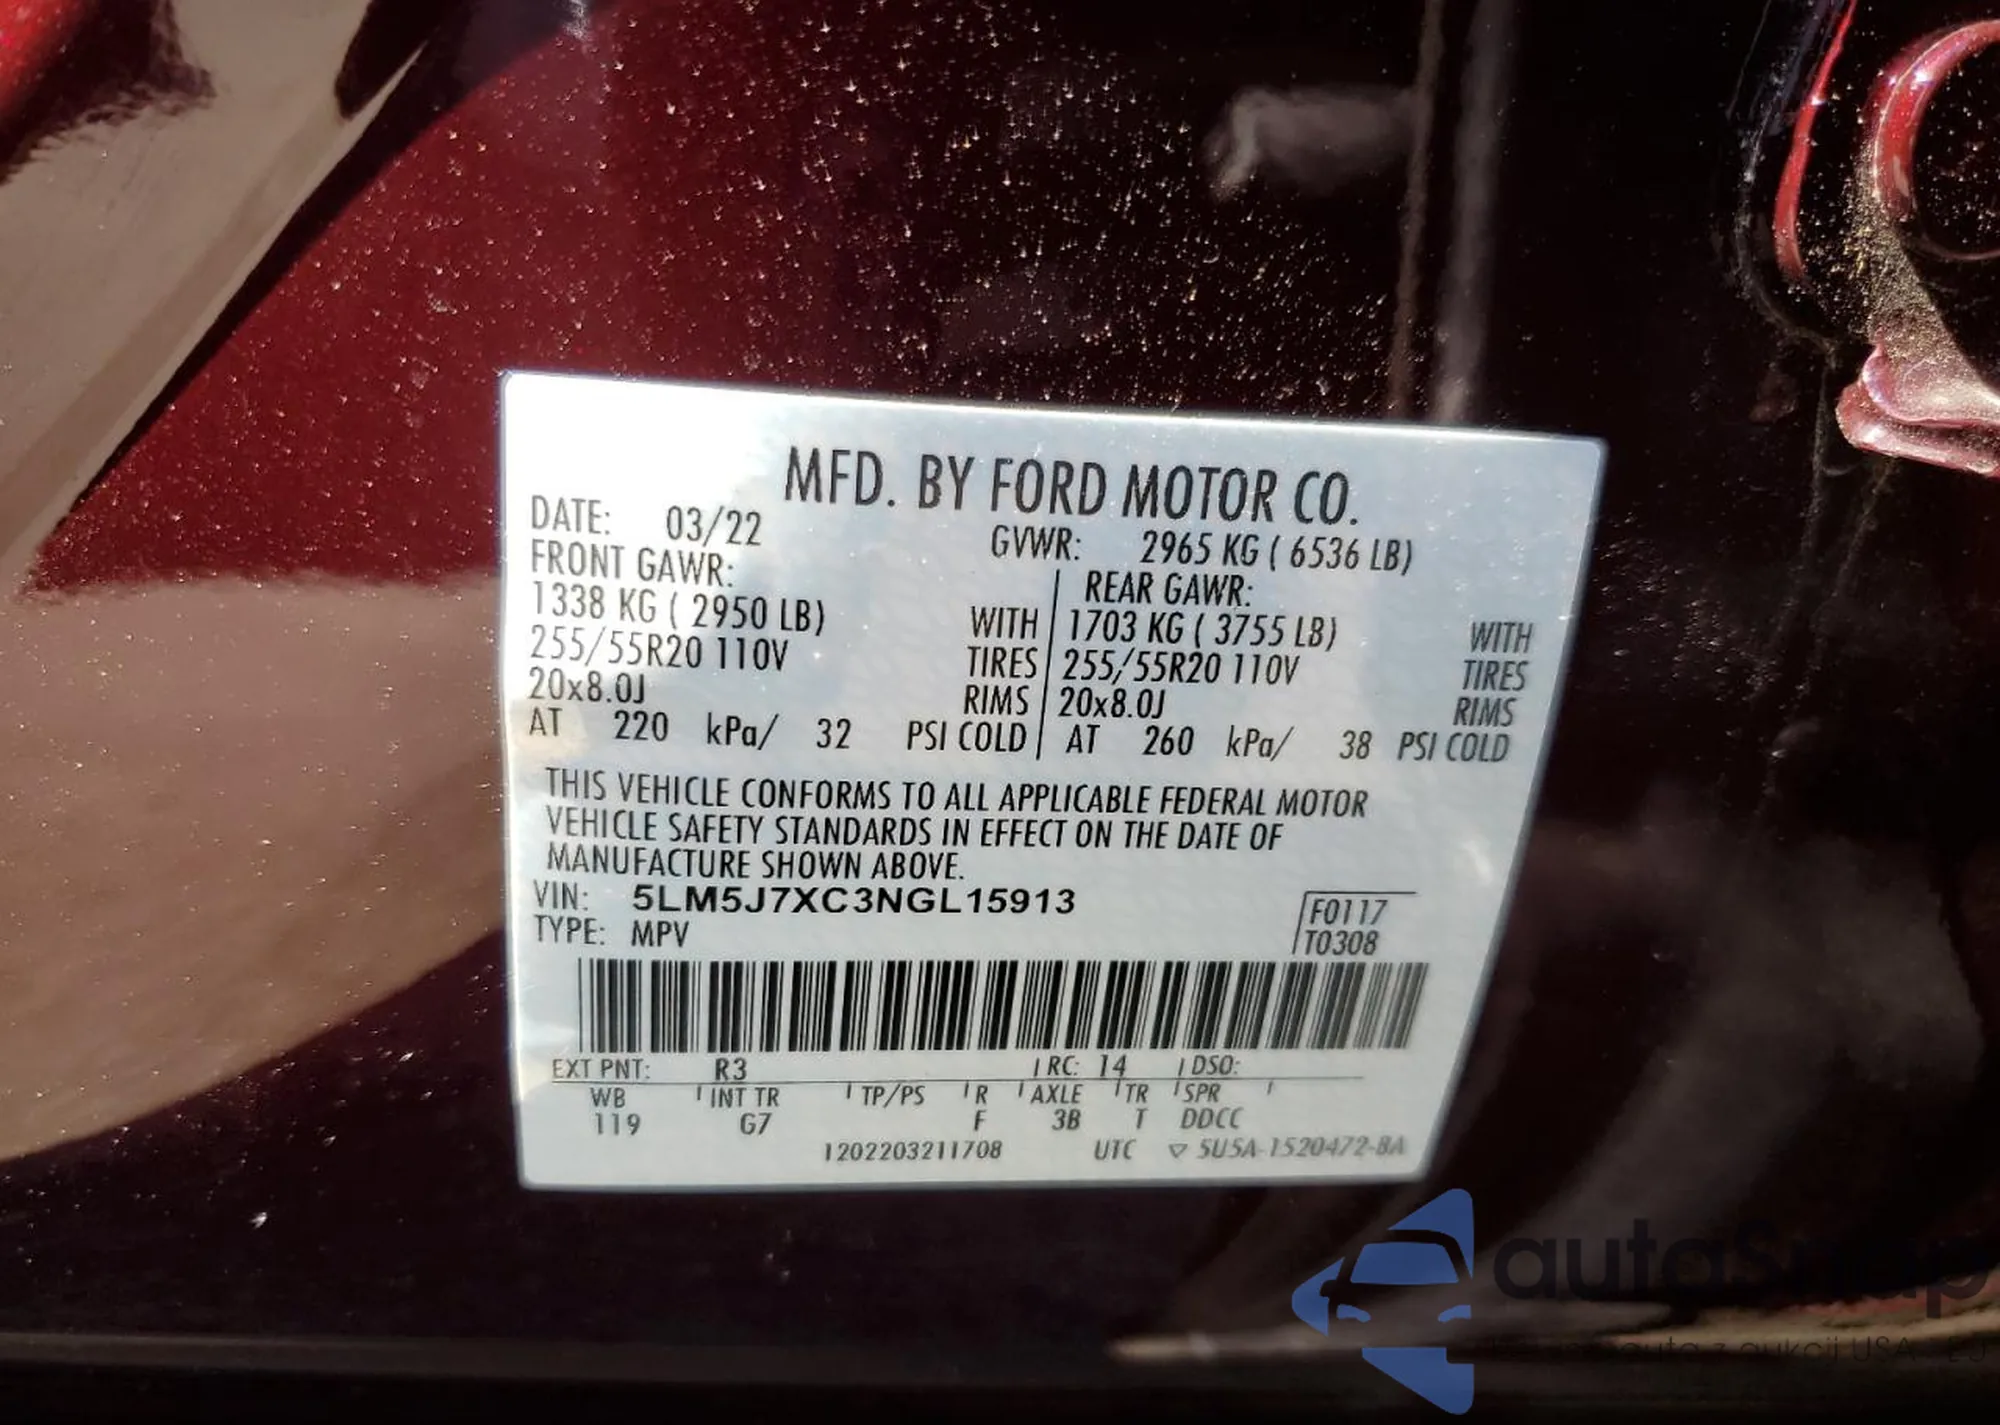 MFD. BY FORD MOTOR CO.
DATE: 03/22 GVWR: 2965 KG ( 6536 LB)
FRONT GAWR: REAR GAWR:
1338 KG ( 2950 LB) WITH 1703 KG ( 3755 LB) WITH
255/55R20 110V TIRES 255/55R20 110V TIRES
20x8.0J RIMS 20x8.0J RIMS
AT 220 kPa/ 32 PSI COLD AT 260 kPa/ 38 PSI COLD
THIS VEHICLE CONFORMS TO ALL APPLICABLE FEDERAL MOTOR
VEHICLE SAFETY STANDARDS IN EFFECT ON THE DATE OF
MANUFACTURE SHOWN ABOVE.
VIN: 5LM5J7XC3NGL15913
F0117
TYPE: MPV
T0308
EXT PNT: R3 RC: 14 DSO:
WB INT TR TP/PS R AXLE TR SPR
119 G7 F 3B T DDCC
1202203211708 UTC ▽ 5U5A-1520472-BA
autaSnap
auta z aukcji USA